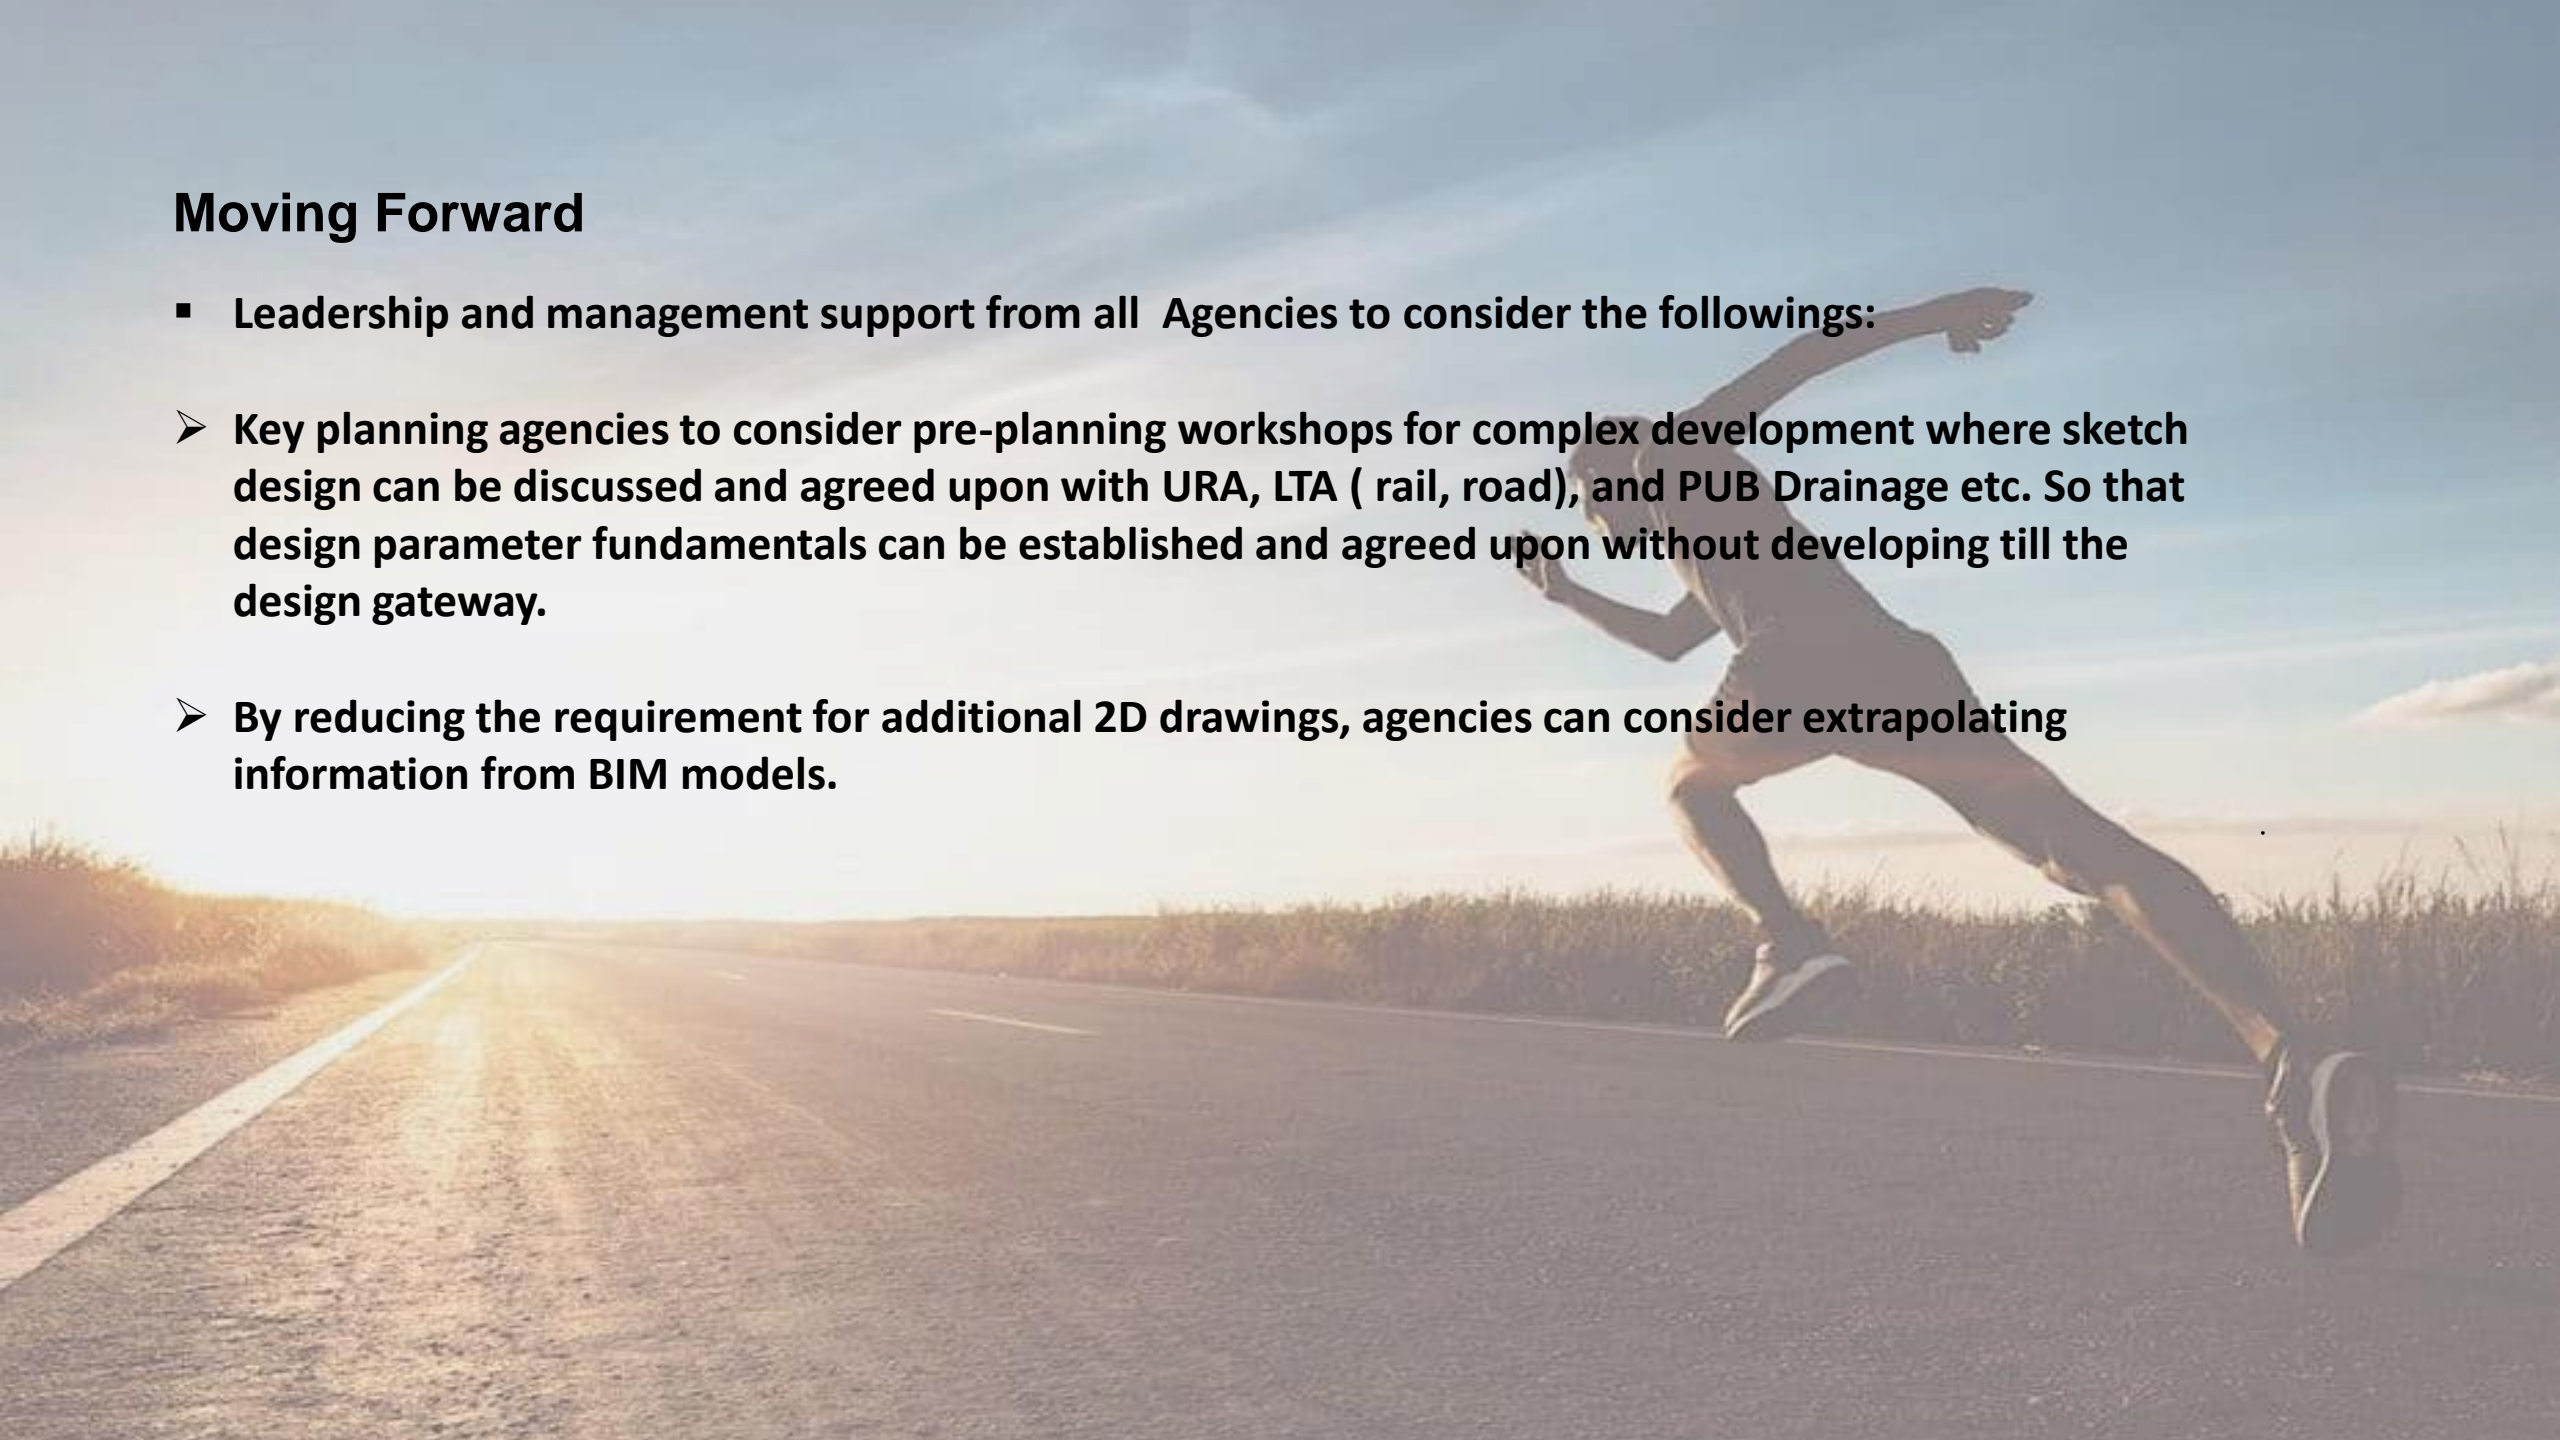 Moving Forward
▪ Leadership and management support from all  Agencies to consider the followings:
➢ Key planning agencies to consider pre-planning workshops for complex development where sketch
design can be discussed and agreed upon with URA, LTA ( rail, road), and PUB Drainage etc. So that
design parameter fundamentals can be established and agreed upon without developing till the
design gateway.
➢ By reducing the requirement for additional 2D drawings, agencies can consider extrapolating
information from BIM models.
.